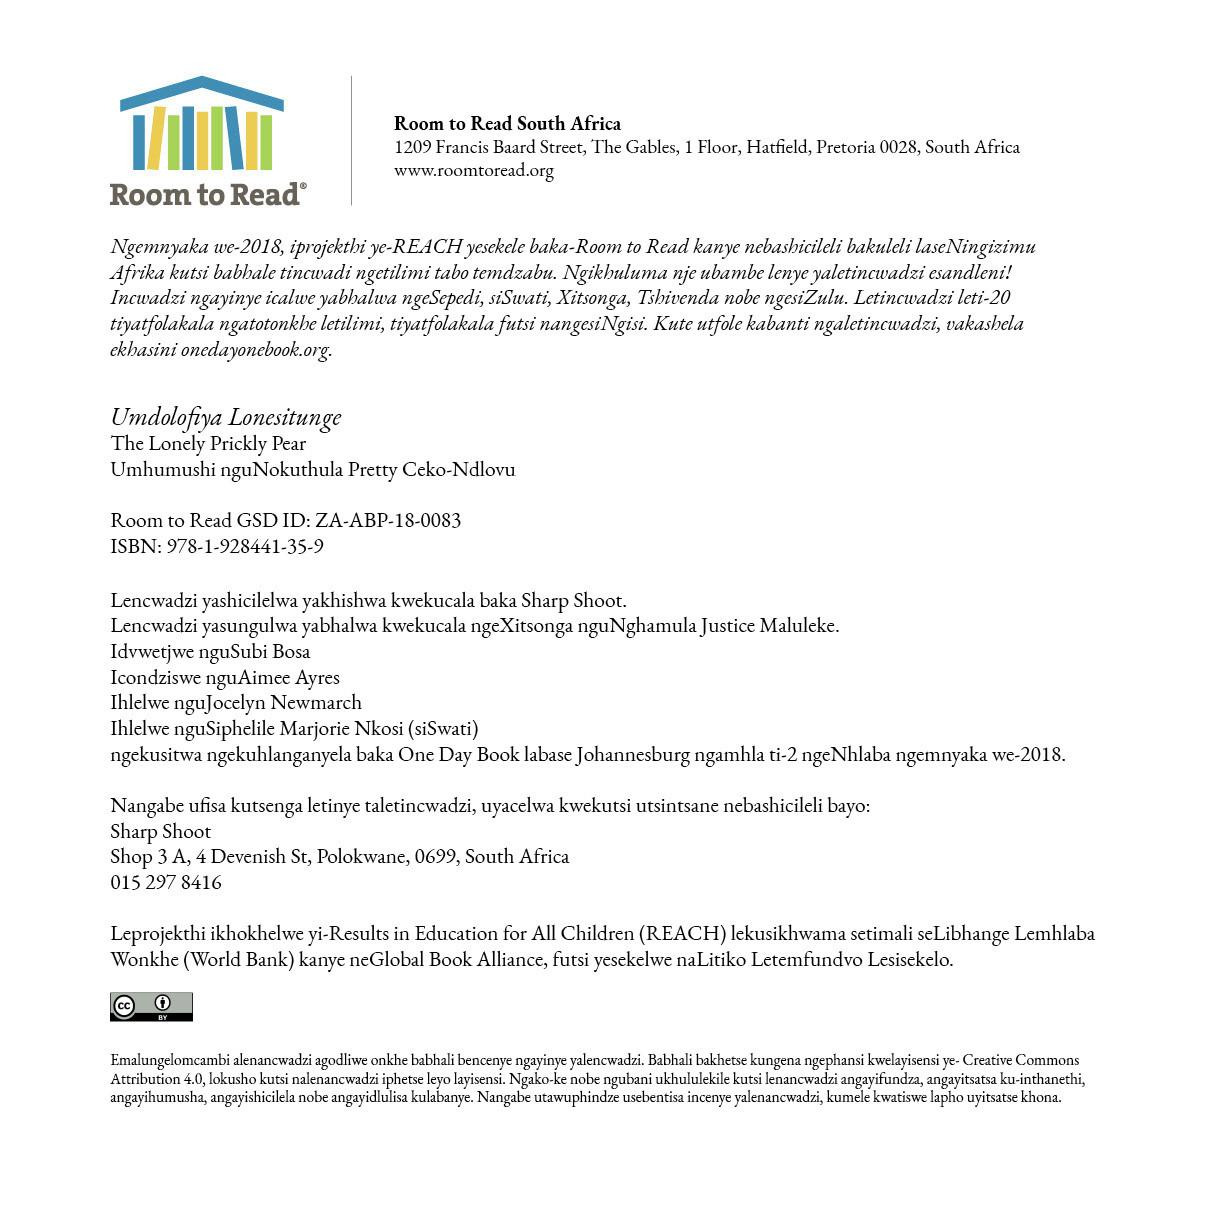 Room to Read®
Room to Read South Africa
1209 Francis Baard Street, The Gables, 1 Floor, Hatfield, Pretoria 0028, South Africa
www.roomtoread.org
Ngemnyaka we-2018, iprojekthi ye-REACH yesekele baka-Room to Read kanye nebashicileli bakuleli laseNingizimu
Afrika kutsi babhale tincwadi ngetilimi tabo temdzabu. Ngikhuluma nje ubambe lenye yaletincwadzi esandleni!
Incwadzi ngayinye icalwe yabhalwa ngeSepedi, siSwati, Xitsonga, Tshivenda nobe ngesiZulu. Letincwadzi leti-20
tiyatfolakala ngatotonkhe letilimi, tiyatfolakala futsi nangesiNgisi. Kute utfole kabanti ngaletincwadzi, vakashela
ekhasini onedayonebook.org.
Umdolofiya Lonesitunge
The Lonely Prickly Pear
Umhumushi nguNokuthula Pretty Ceko-Ndlovu
Room to Read GSD ID: ZA-ABP-18-0083
ISBN: 978-1-928441-35-9
Lencwadzi yashicilelwa yakhishwa kwekucala baka Sharp Shoot.
Lencwadzi yasungulwa yabhalwa kwekucala ngeXitsonga nguNghamula Justice Maluleke.
Idvwetjwe nguSubi Bosa
Icondziswe nguAimee Ayres
Ihlelwe nguJocelyn Newmarch
Ihlelwe nguSiphelile Marjorie Nkosi (siSwati)
ngekusitwa ngekuhlanganyela baka One Day Book labase Johannesburg ngamhla ti-2 ngeNhlaba ngemnyaka we-2018.
Nangabe ufisa kutsenga letinye taletincwadzi, uyacelwa kwekutsi utsintsane nebashicileli bayo:
Sharp Shoot
Shop 3 A, 4 Devenish St, Polokwane, 0699, South Africa
015 297 8416
Leprojekthi ikhokhelwe yi-Results in Education for All Children (REACH) lekusikhwama setimali seLibhange Lemhlaba
Wonkhe (World Bank) kanye neGlobal Book Alliance, futsi yesekelwe naLitiko Letemfundvo Lesisekelo.
cc BY
Emalungelomcambi alenancwadzi agodliwe onkhe babhali bencenye ngayinye yalencwadzi. Babhali bakhetse kungena ngephansi kwelayisensi ye- Creative Commons
Attribution 4.0, lokusho kutsi nalenancwadzi iphetse leyo layisensi. Ngako-ke nobe ngubani ukhululekile kutsi lenancwadzi angayifundza, angayitsatsa ku-inthanethi,
angayihumusha, angayishicilela nobe angayidlulisa kulabanye. Nangabe utawuphindze usebentisa incenye yalenancwadzi, kumele kwatiswe lapho uyitsatse khona.